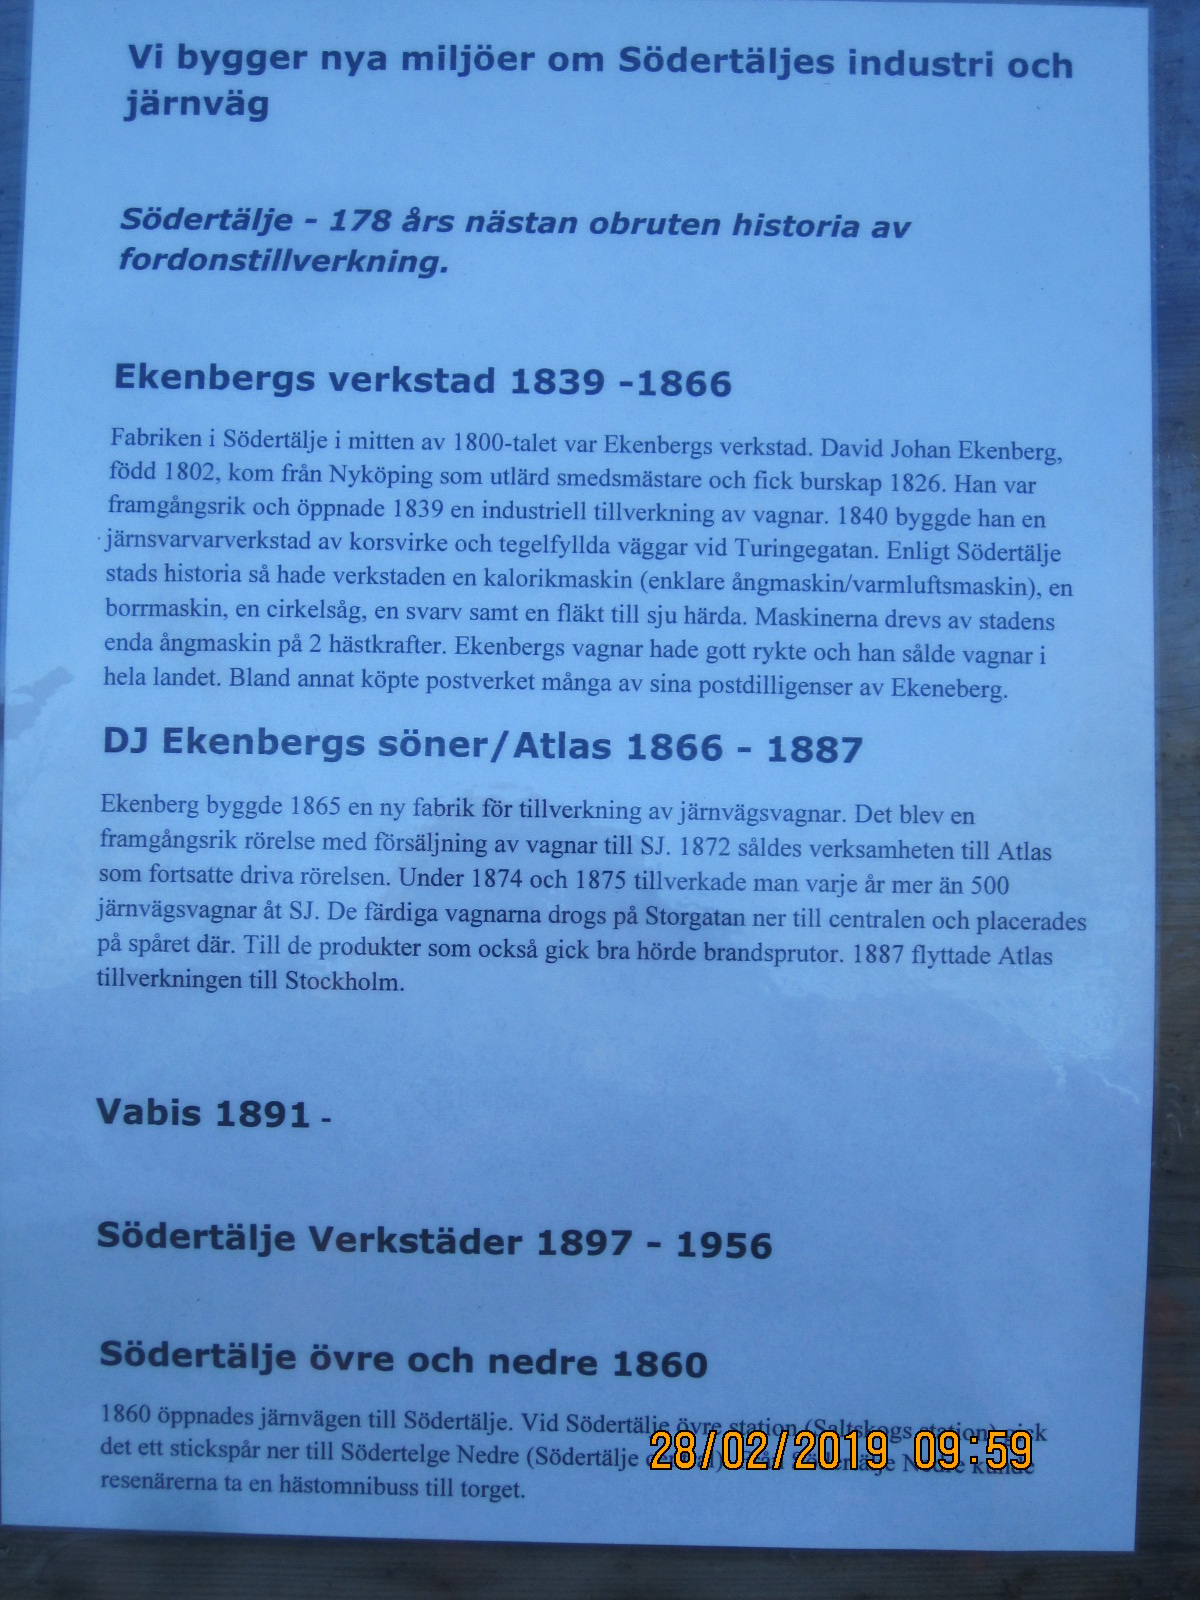 Vi bygger nya miljöer om Södertäljes industri och
järnväg
Södertälje - 178 års nästan obruten historia av
fordonstillverkning.
Ekenbergs verkstad 1839 -1866
Fabriken i Södertälje i mitten av 1800-talet var Ekenbergs verkstad. David Johan Ekenberg,
född 1802, kom från Nyköping som utlärd smedsmästare och fick burskap 1826. Han var
framgångsrik och öppnade 1839 en industriell tillverkning av vagnar. 1840 byggde han en
järnsvarvarverkstad av korsvirke och tegelfyllda väggar vid Turingegatan. Enligt Södertälje
stads historia så hade verkstaden en kalorikmaskin (enklare ångmaskin/varmluftsmaskin), en
borrmaskin, en cirkelsåg, en svarv samt en fläkt till sju härda. Maskinerna drevs av stadens
enda ångmaskin på 2 hästkrafter. Ekenbergs vagnar hade gott rykte och han sålde vagnar i
hela landet. Bland annat köpte postverket många av sina postdilligenser av Ekeneberg.
DJ Ekenbergs söner/Atlas 1866 - 1887
Ekenberg byggde 1865 en ny fabrik för tillverkning av järnvägsvagnar. Det blev en
framgångsrik rörelse med försäljning av vagnar till SJ. 1872 såldes verksamheten till Atlas
som fortsatte driva rörelsen. Under 1874 och 1875 tillverkade man varje år mer än 500
järnvägsvagnar åt SJ. De färdiga vagnarna drogs på Storgatan ner till centralen och placerades
på spåret där. Till de produkter som också gick bra hörde brandsprutor. 1887 flyttade Atlas
tillverkningen till Stockholm.
Vabis 1891 -
Södertälje Verkstäder 1897 - 1956
Södertälje övre och nedre 1860
1860 öppnades järnvägen till Södertälje. Vid Södertälje övre station (Saltskogs station) gick
det ett stickspår ner till Södertelge Nedre (Södertälje Södertälje Nedre kunde
resenärerna ta en hästomnibuss till torget.
28/02/2019 09:59